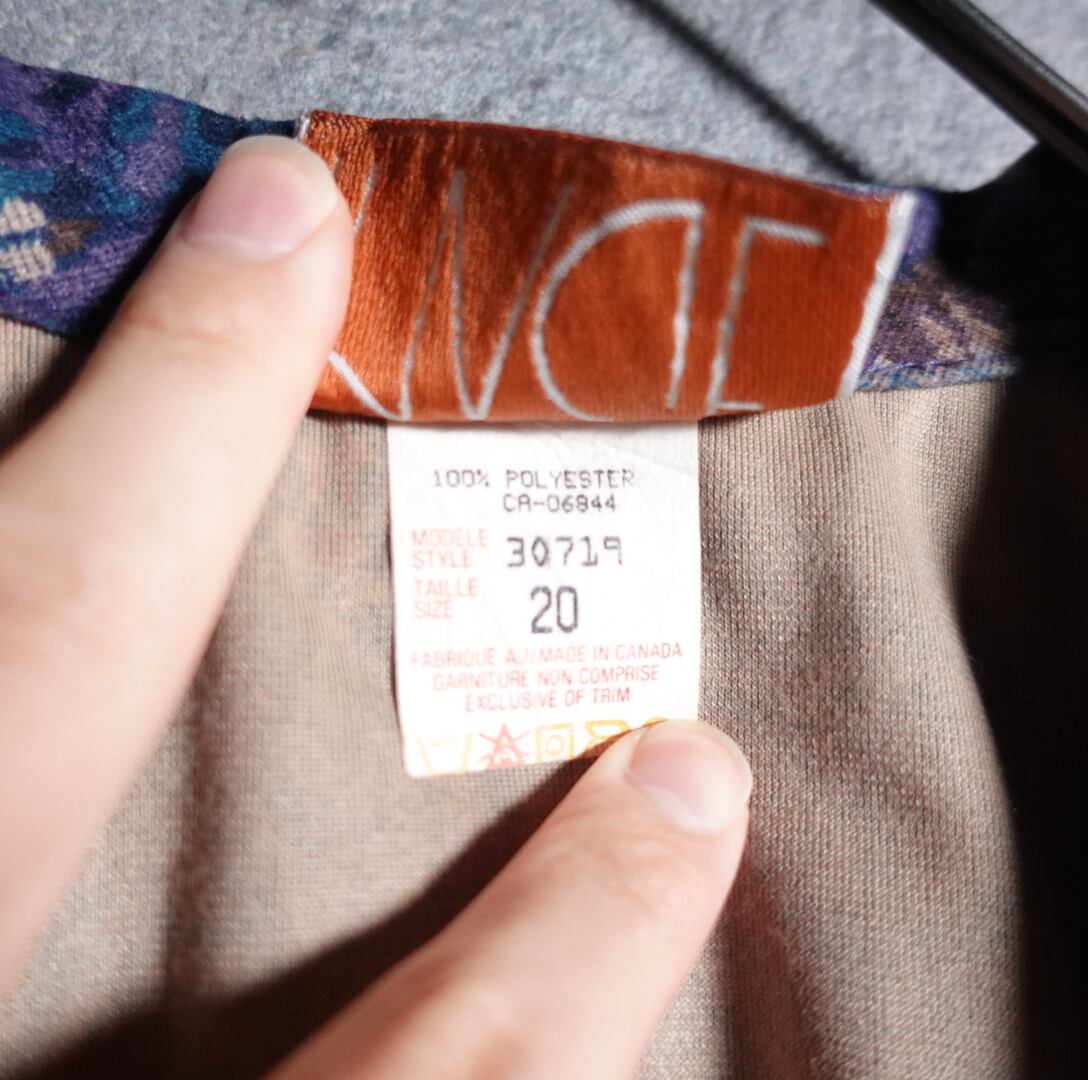 100% POLYESTER
CA-06844
MODÈLE
STYLE 30719
TAILLE
SIZE 20
FABRIQUÉ AU/MADE IN CANADA
GARNITURE NON COMPRISE
EXCLUSIVE OF TRIM